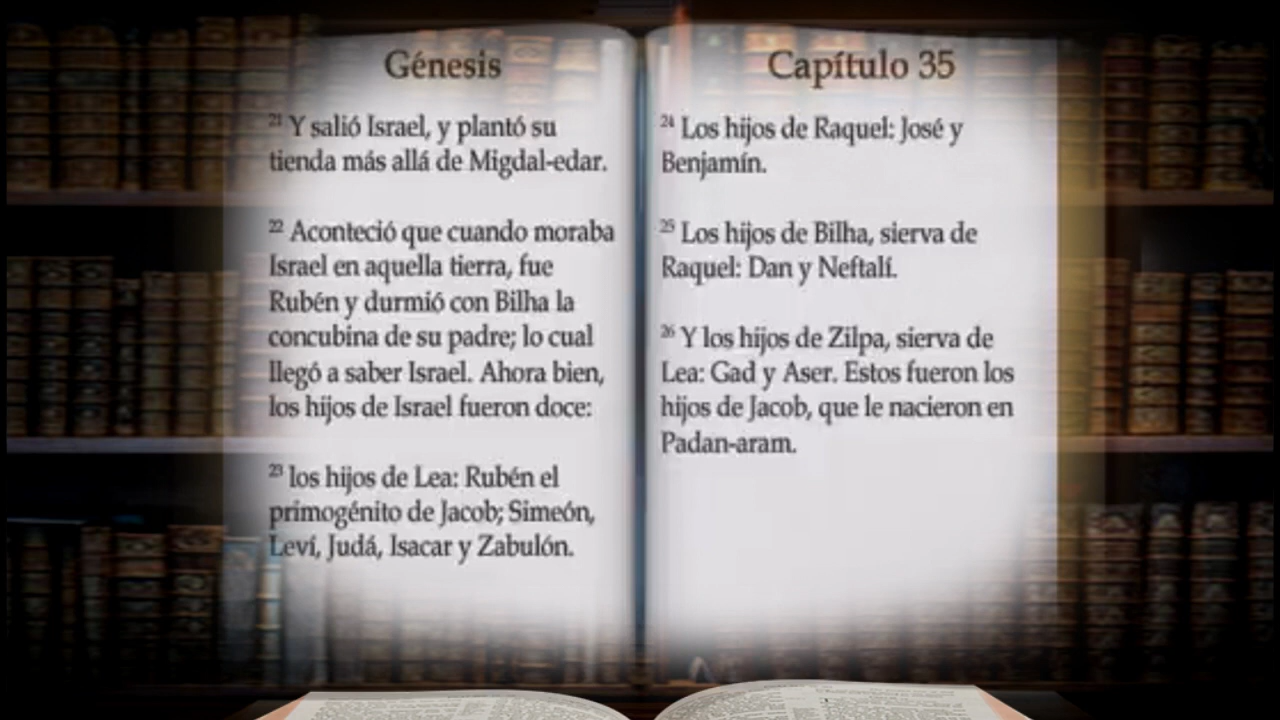 Génesis
21 Y salió Israel, y plantó su
tienda más allá de Migdal-edar.
22 Aconteció que cuando moraba
Israel en aquella tierra, fue
Rubén y durmió con Bilha la
concubina de su padre; lo cual
llegó a saber Israel. Ahora bien,
los hijos de Israel fueron doce:
23 los hijos de Lea: Rubén el
primogénito de Jacob; Simeón,
Leví, Judá, Isacar y Zabulón.
Capítulo 35
24 Los hijos de Raquel: José y
Benjamín.
25 Los hijos de Bilha, sierva de
Raquel: Dan y Neftalí.
26 Y los hijos de Zilpa, sierva de
Lea: Gad y Aser. Estos fueron los
hijos de Jacob, que le nacieron en
Padan-aram.